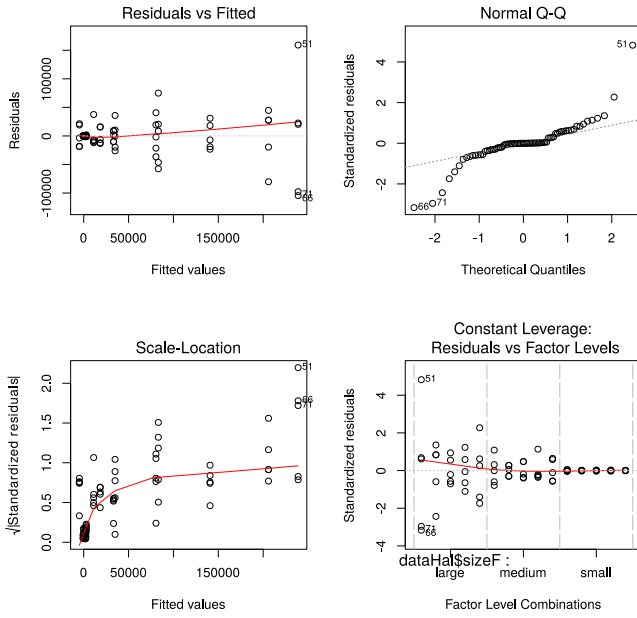 Residuals vs Fitted
Residuals
-100000
0
100000
51
71
66
0
50000
150000
Fitted values
Normal Q-Q
Standardized residuals
-2
0
2
4
51
71
66
-2
-1
0
1
2
Theoretical Quantiles
Scale-Location
√|Standardized residuals|
0.0
0.5
1.0
1.5
2.0
51
66
71
0
50000
150000
Fitted values
Constant Leverage:
Residuals vs Factor Levels
Standardized residuals
-4
-2
0
2
4
51
71
66
dataHal$sizeF :
large
medium
small
Factor Level Combinations